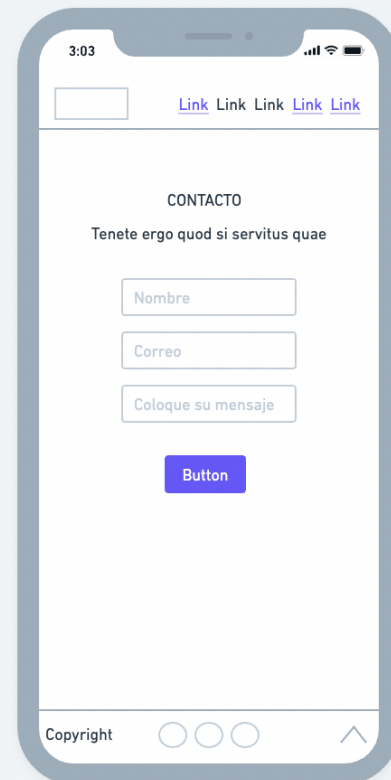 3:03
Link Link Link Link Link
CONTACTO
Tenete ergo quod si servitus quae
Nombre
Correo
Coloque su mensaje
Button
Copyright